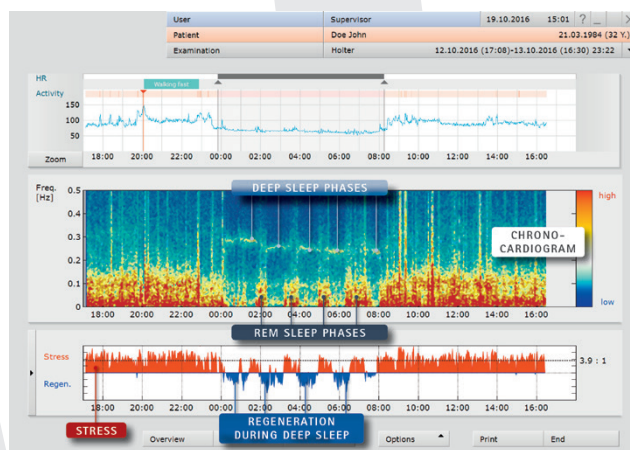 User Supervisor 19.10.2016 15:01 ? _ X
Patient Doe John 21.03.1984 (32 Y.)
Examination Holter 12.10.2016 (17:08)-13.10.2016 (16:30) 23:22
HR
Activity
Walking Fast
150
100
50
Zoom 18:00 20:00 22:00 00:00 02:00 04:00 06:00 08:00 10:00 12:00 14:00 16:00
Freq.
[Hz]
0.5
0.4
0.3
0.2
0.1
0
DEEP SLEEP PHASES
high
CHRONO-
CARDIOGRAM
low
18:00 20:00 22:00 00:00 02:00 04:00 06:00 08:00 10:00 12:00 14:00 16:00
REM SLEEP PHASES
Stress
Regen.
3.9 : 1
18:00 20:00 22:00 00:00 02:00 04:00 06:00 08:00 10:00 12:00 14:00 16:00
STRESS
REGENERATION
DURING DEEP SLEEP
Overview Options Print End